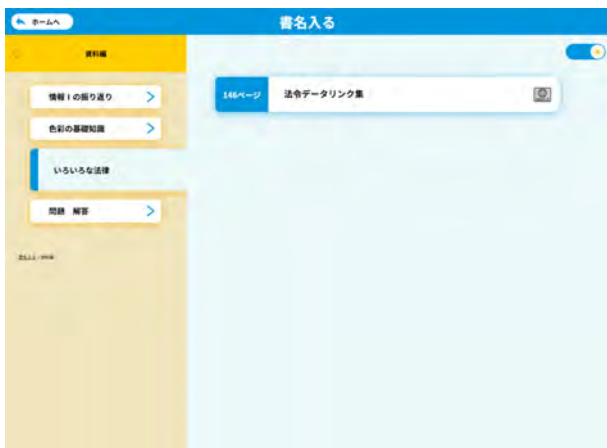 ホームへ
書名入る
資料編
情報Ⅰの振り返り
色彩の基礎知識
いろいろな法律
問題 解答
146ページ
法令データリンク集